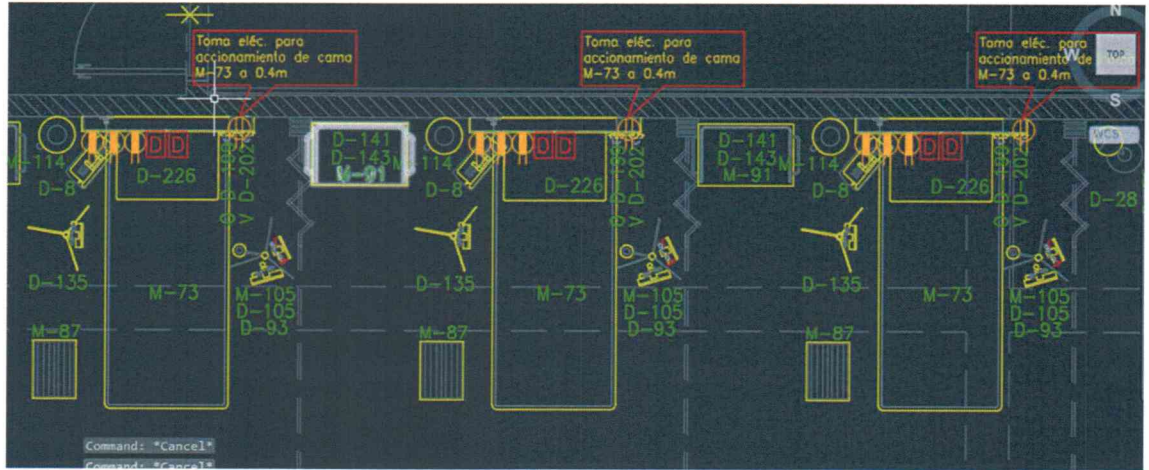 Toma eléc. para
accionamiento de cama
M-73 a 0.4m
Toma eléc. para
accionamiento de cama
M-73 a 0.4m
Toma eléc. para
accionamiento de cama
M-73 a 0.4m
N
W
TOP
S
WCS
M-114
D-8
D-226
V D-202
D-135
M-73
M-105
D-105
D-93
M-87
D-141
D-143
M-91
D-8
D-226
V D-202
D-135
M-73
M-105
D-105
D-93
M-87
D-141
D-143
M-91
D-8
D-226
V D-202
D-135
M-73
M-105
D-105
D-93
M-87
D-28
Command: *Cancel*
Command: *Cancel*